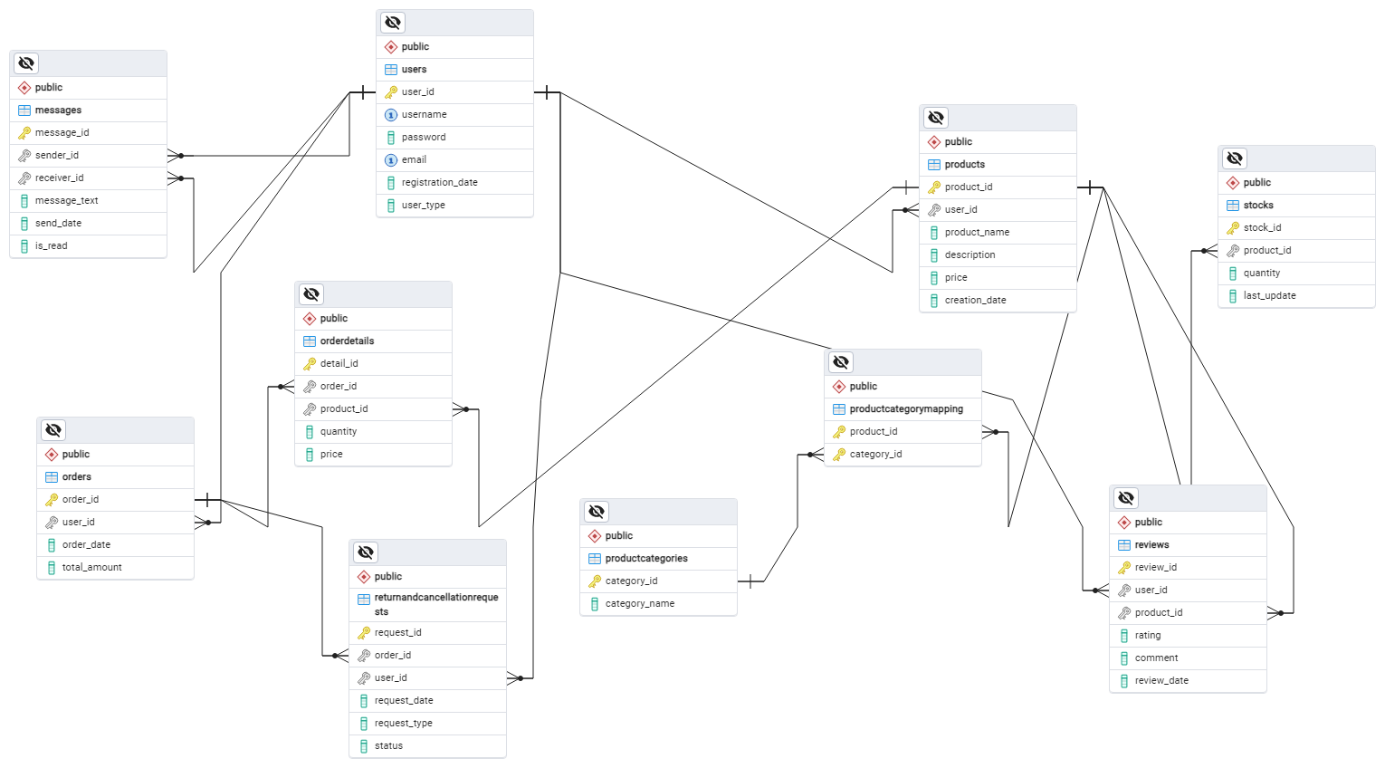 public
users
user_id
username
password
email
registration_date
user_type
public
messages
message_id
sender_id
receiver_id
message_text
send_date
is_read
public
products
product_id
user_id
product_name
description
price
creation_date
public
stocks
stock_id
product_id
quantity
last_update
public
orderdetails
detail_id
order_id
product_id
quantity
price
public
productcategorymapping
product_id
category_id
public
orders
order_id
user_id
order_date
total_amount
public
productcategories
category_id
category_name
public
reviews
review_id
user_id
product_id
rating
comment
review_date
public
returnandcancellationreque
sts
request_id
order_id
user_id
request_date
request_type
status